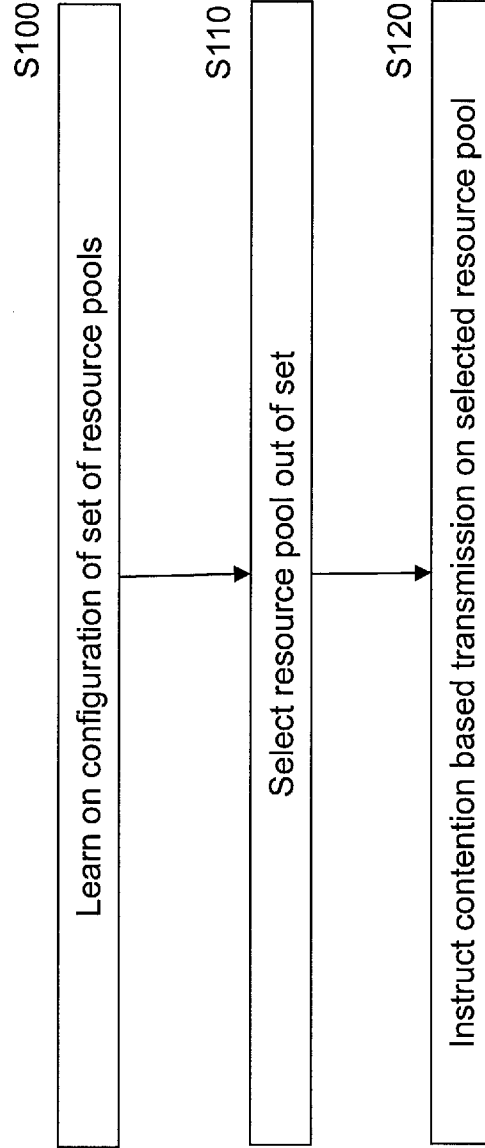 S100
Learn on configuration of set of resource pools
S110
Select resource pool out of set
S120
Instruct contention based transmission on selected resource pool